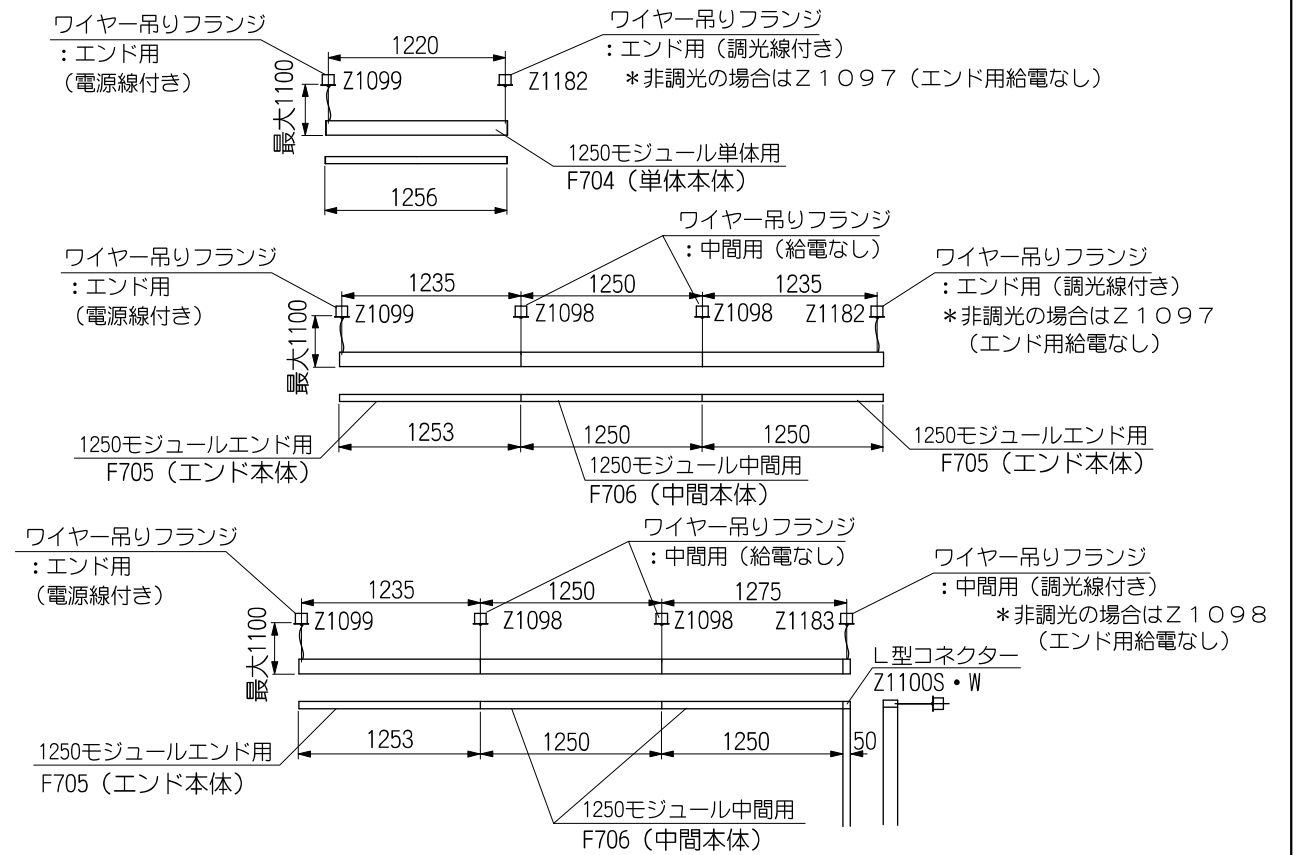 ワイヤー吊りフランジ
：エンド用
（電源線付き）
1220
ワイヤー吊りフランジ
：エンド用（調光線付き）
＊非調光の場合はＺ１０９７（エンド用給電なし）
Z1099
Z1182
最大1100
1250モジュール単体用
F704（単体本体）
1256
ワイヤー吊りフランジ
：エンド用
（電源線付き）
ワイヤー吊りフランジ
：中間用（給電なし）
ワイヤー吊りフランジ
：エンド用（調光線付き）
＊非調光の場合はＺ１０９７
（エンド用給電なし）
1235
1250
1235
Z1099
Z1098
Z1098
Z1182
最大1100
1253
1250
1250
1250モジュールエンド用
F705（エンド本体）
1250モジュール中間用
F706（中間本体）
1250モジュールエンド用
F705（エンド本体）
ワイヤー吊りフランジ
：エンド用
（電源線付き）
ワイヤー吊りフランジ
：中間用（給電なし）
ワイヤー吊りフランジ
：中間用（調光線付き）
＊非調光の場合はＺ１０９８
（エンド用給電なし）
1235
1250
1275
Z1099
Z1098
Z1098
Z1183
最大1100
Ｌ型コネクター
Z1100S・W
1253
1250
1250
50
1250モジュールエンド用
F705（エンド本体）
1250モジュール中間用
F706（中間本体）